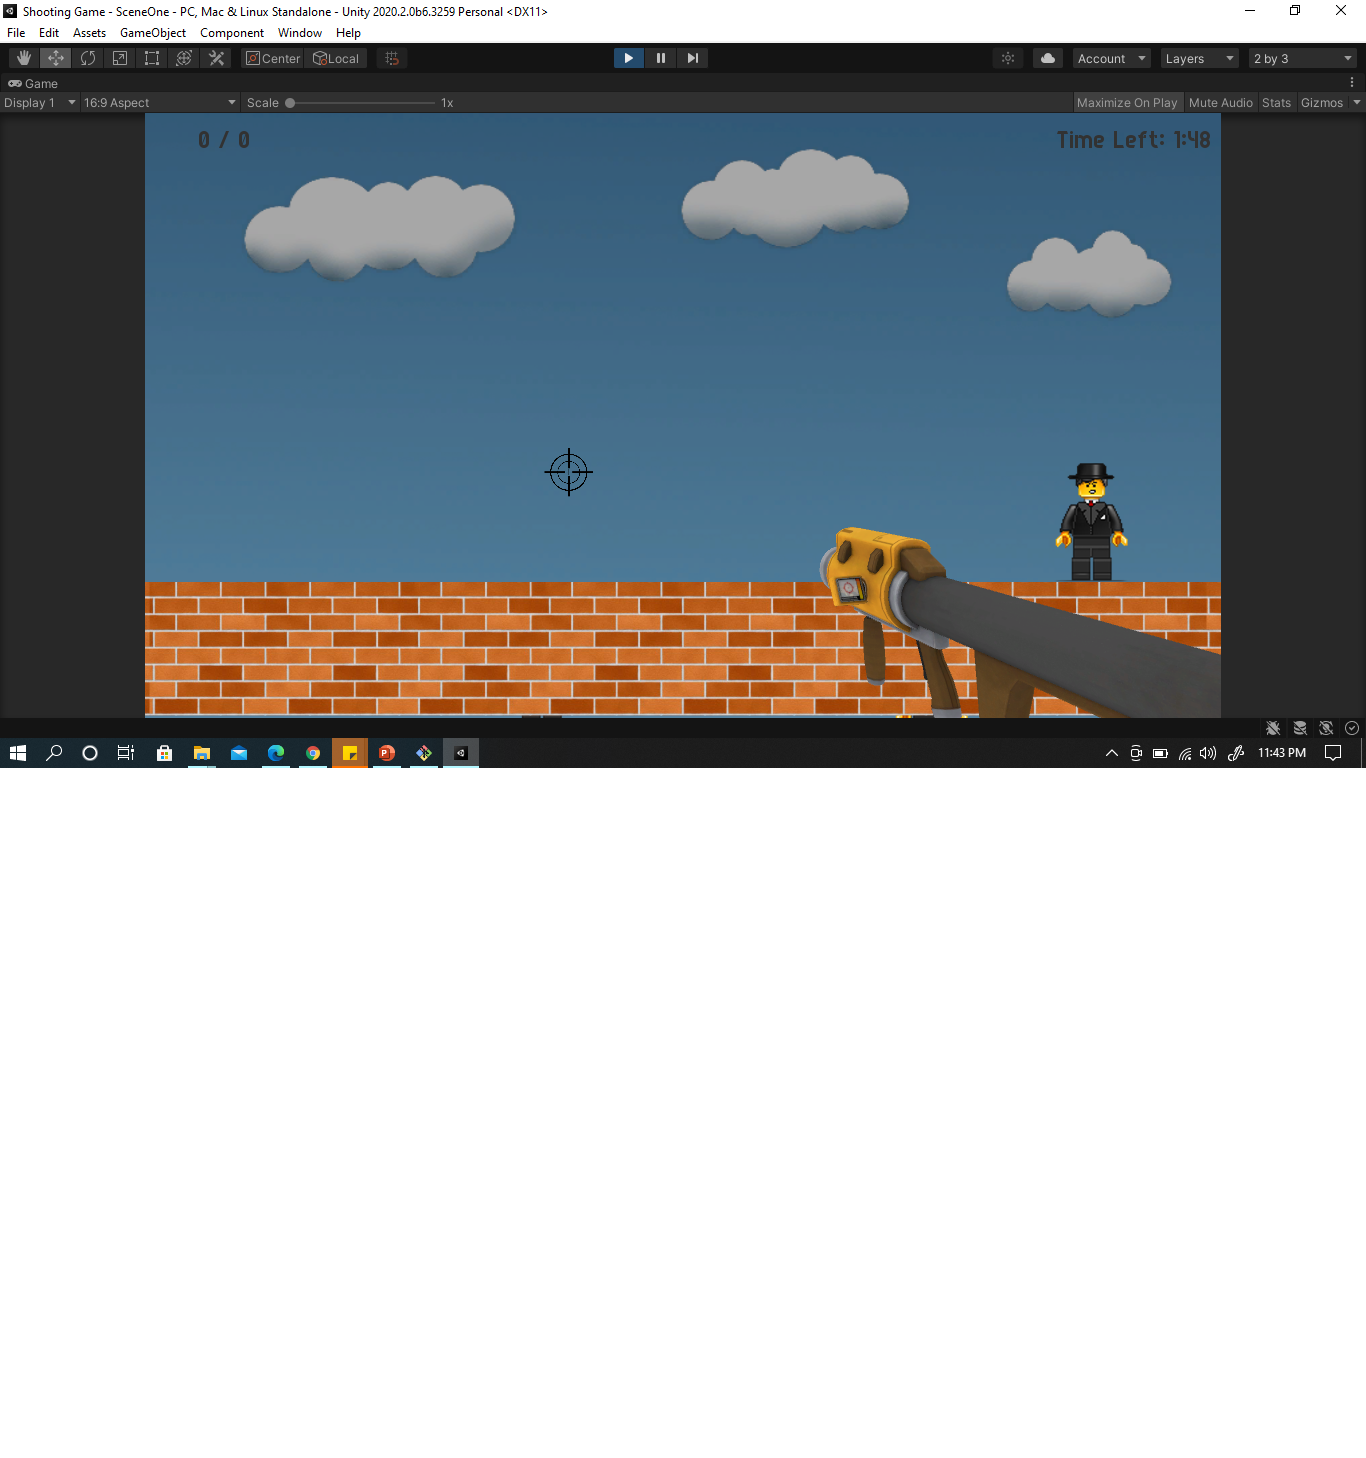 Shooting Game - SceneOne - PC, Mac & Linux Standalone - Unity 2020.2.0b6.3259 Personal <DX11>
File Edit Assets GameObject Component Window Help
Center Local Account Layers 2 by 3
Game
Display 1 16:9 Aspect Scale 1x Maximize On Play Mute Audio Stats Gizmos
0 / 0 Time Left: 1:48
11:43 PM